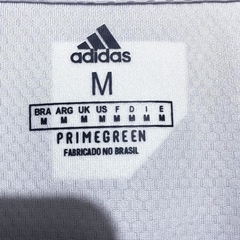 adidas
M
BRA ARG UK US F D I E
M M M M M M M M
PRIMEGREEN
FABRICADO NO BRASIL